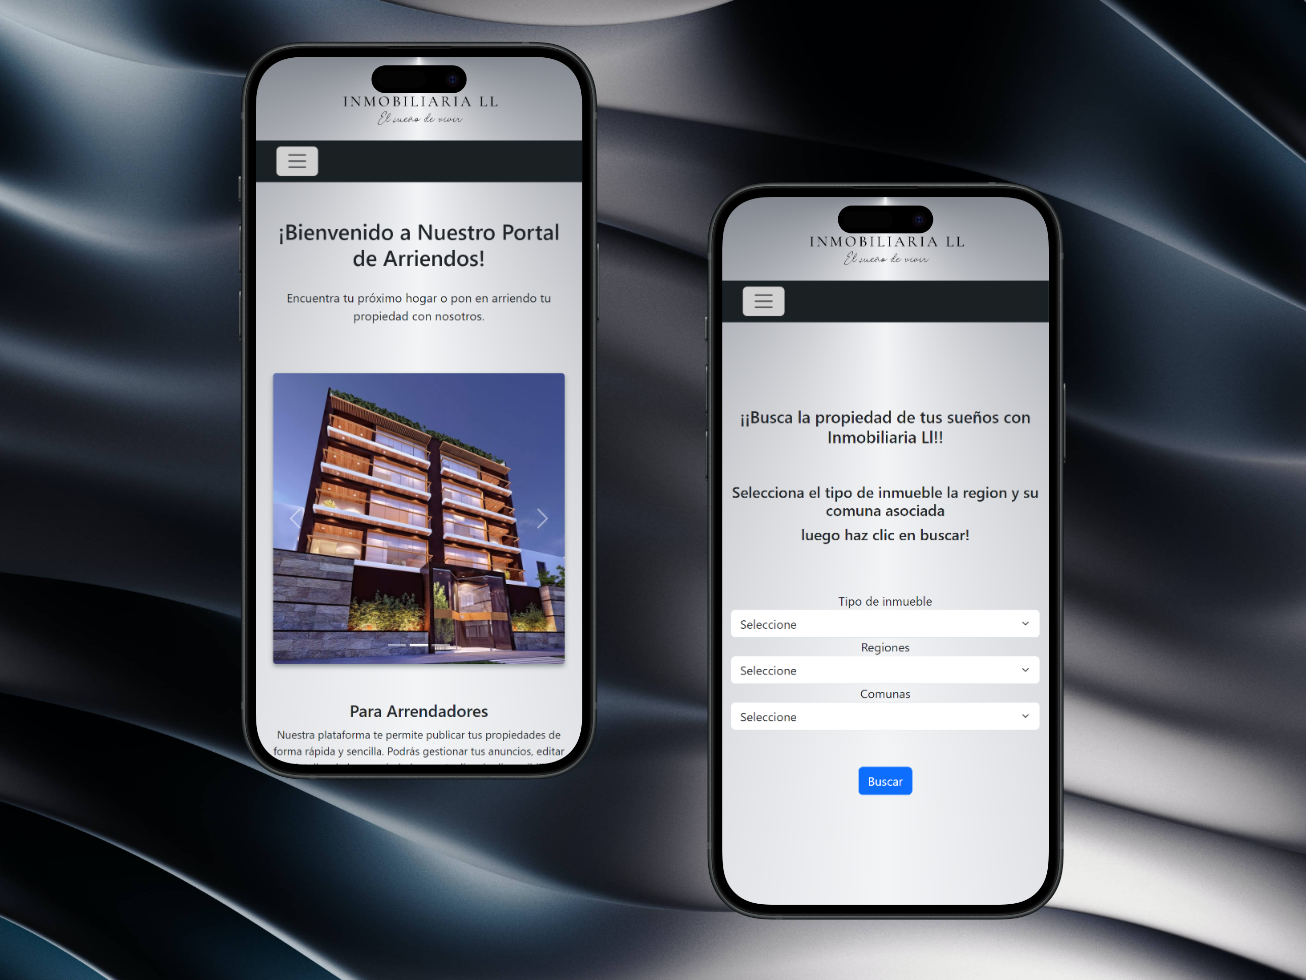 INMOBILIARIA LL
El sueño de vivir
¡Bienvenido a Nuestro Portal
de Arriendos!
Encuentra tu próximo hogar o pon en arriendo tu
propiedad con nosotros.
Para Arrendadores
Nuestra plataforma te permite publicar tus propiedades de
forma rápida y sencilla. Podrás gestionar tus anuncios, editar
INMOBILIARIA LL
El sueño de vivir
¡¡Busca la propiedad de tus sueños con
Inmobiliaria Ll!!
Selecciona el tipo de inmueble la region y su
comuna asociada
luego haz clic en buscar!
Tipo de inmueble
Seleccione
Regiones
Seleccione
Comunas
Seleccione
Buscar